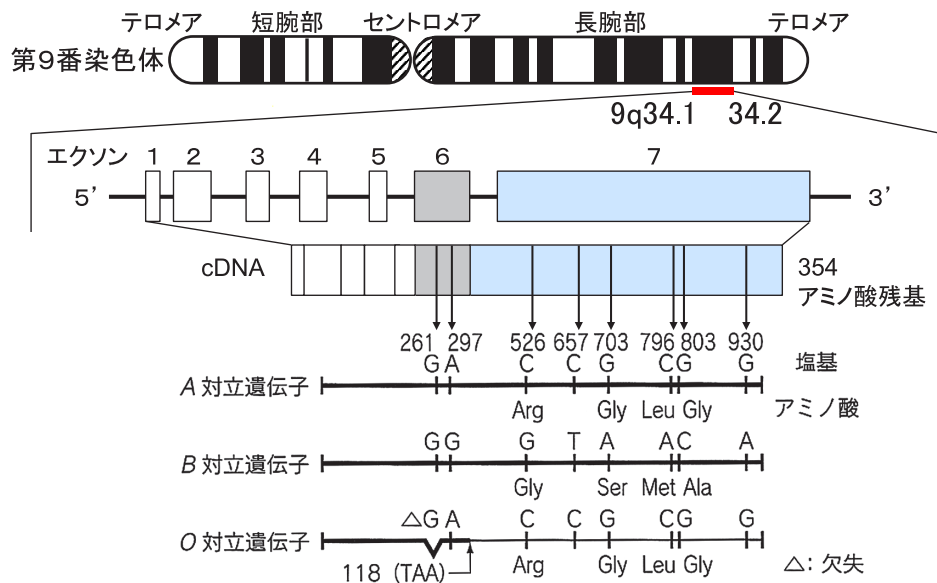 テロメア 短腕部 セントロメア 長腕部 テロメア
第9番染色体
9q34.1 34.2
エクソン 1 2 3 4 5 6 7
5’ 3’
cDNA 354
アミノ酸残基
261 297 526 657 703 796 803 930
G A C C G C G G 塩基
A 対立遺伝子
Arg Gly Leu Gly アミノ酸
G G G T A A C A
B 対立遺伝子
Gly Ser Met Ala
△G A C C G C G G
O 対立遺伝子
Arg Gly Leu Gly △: 欠失
118 (TAA)